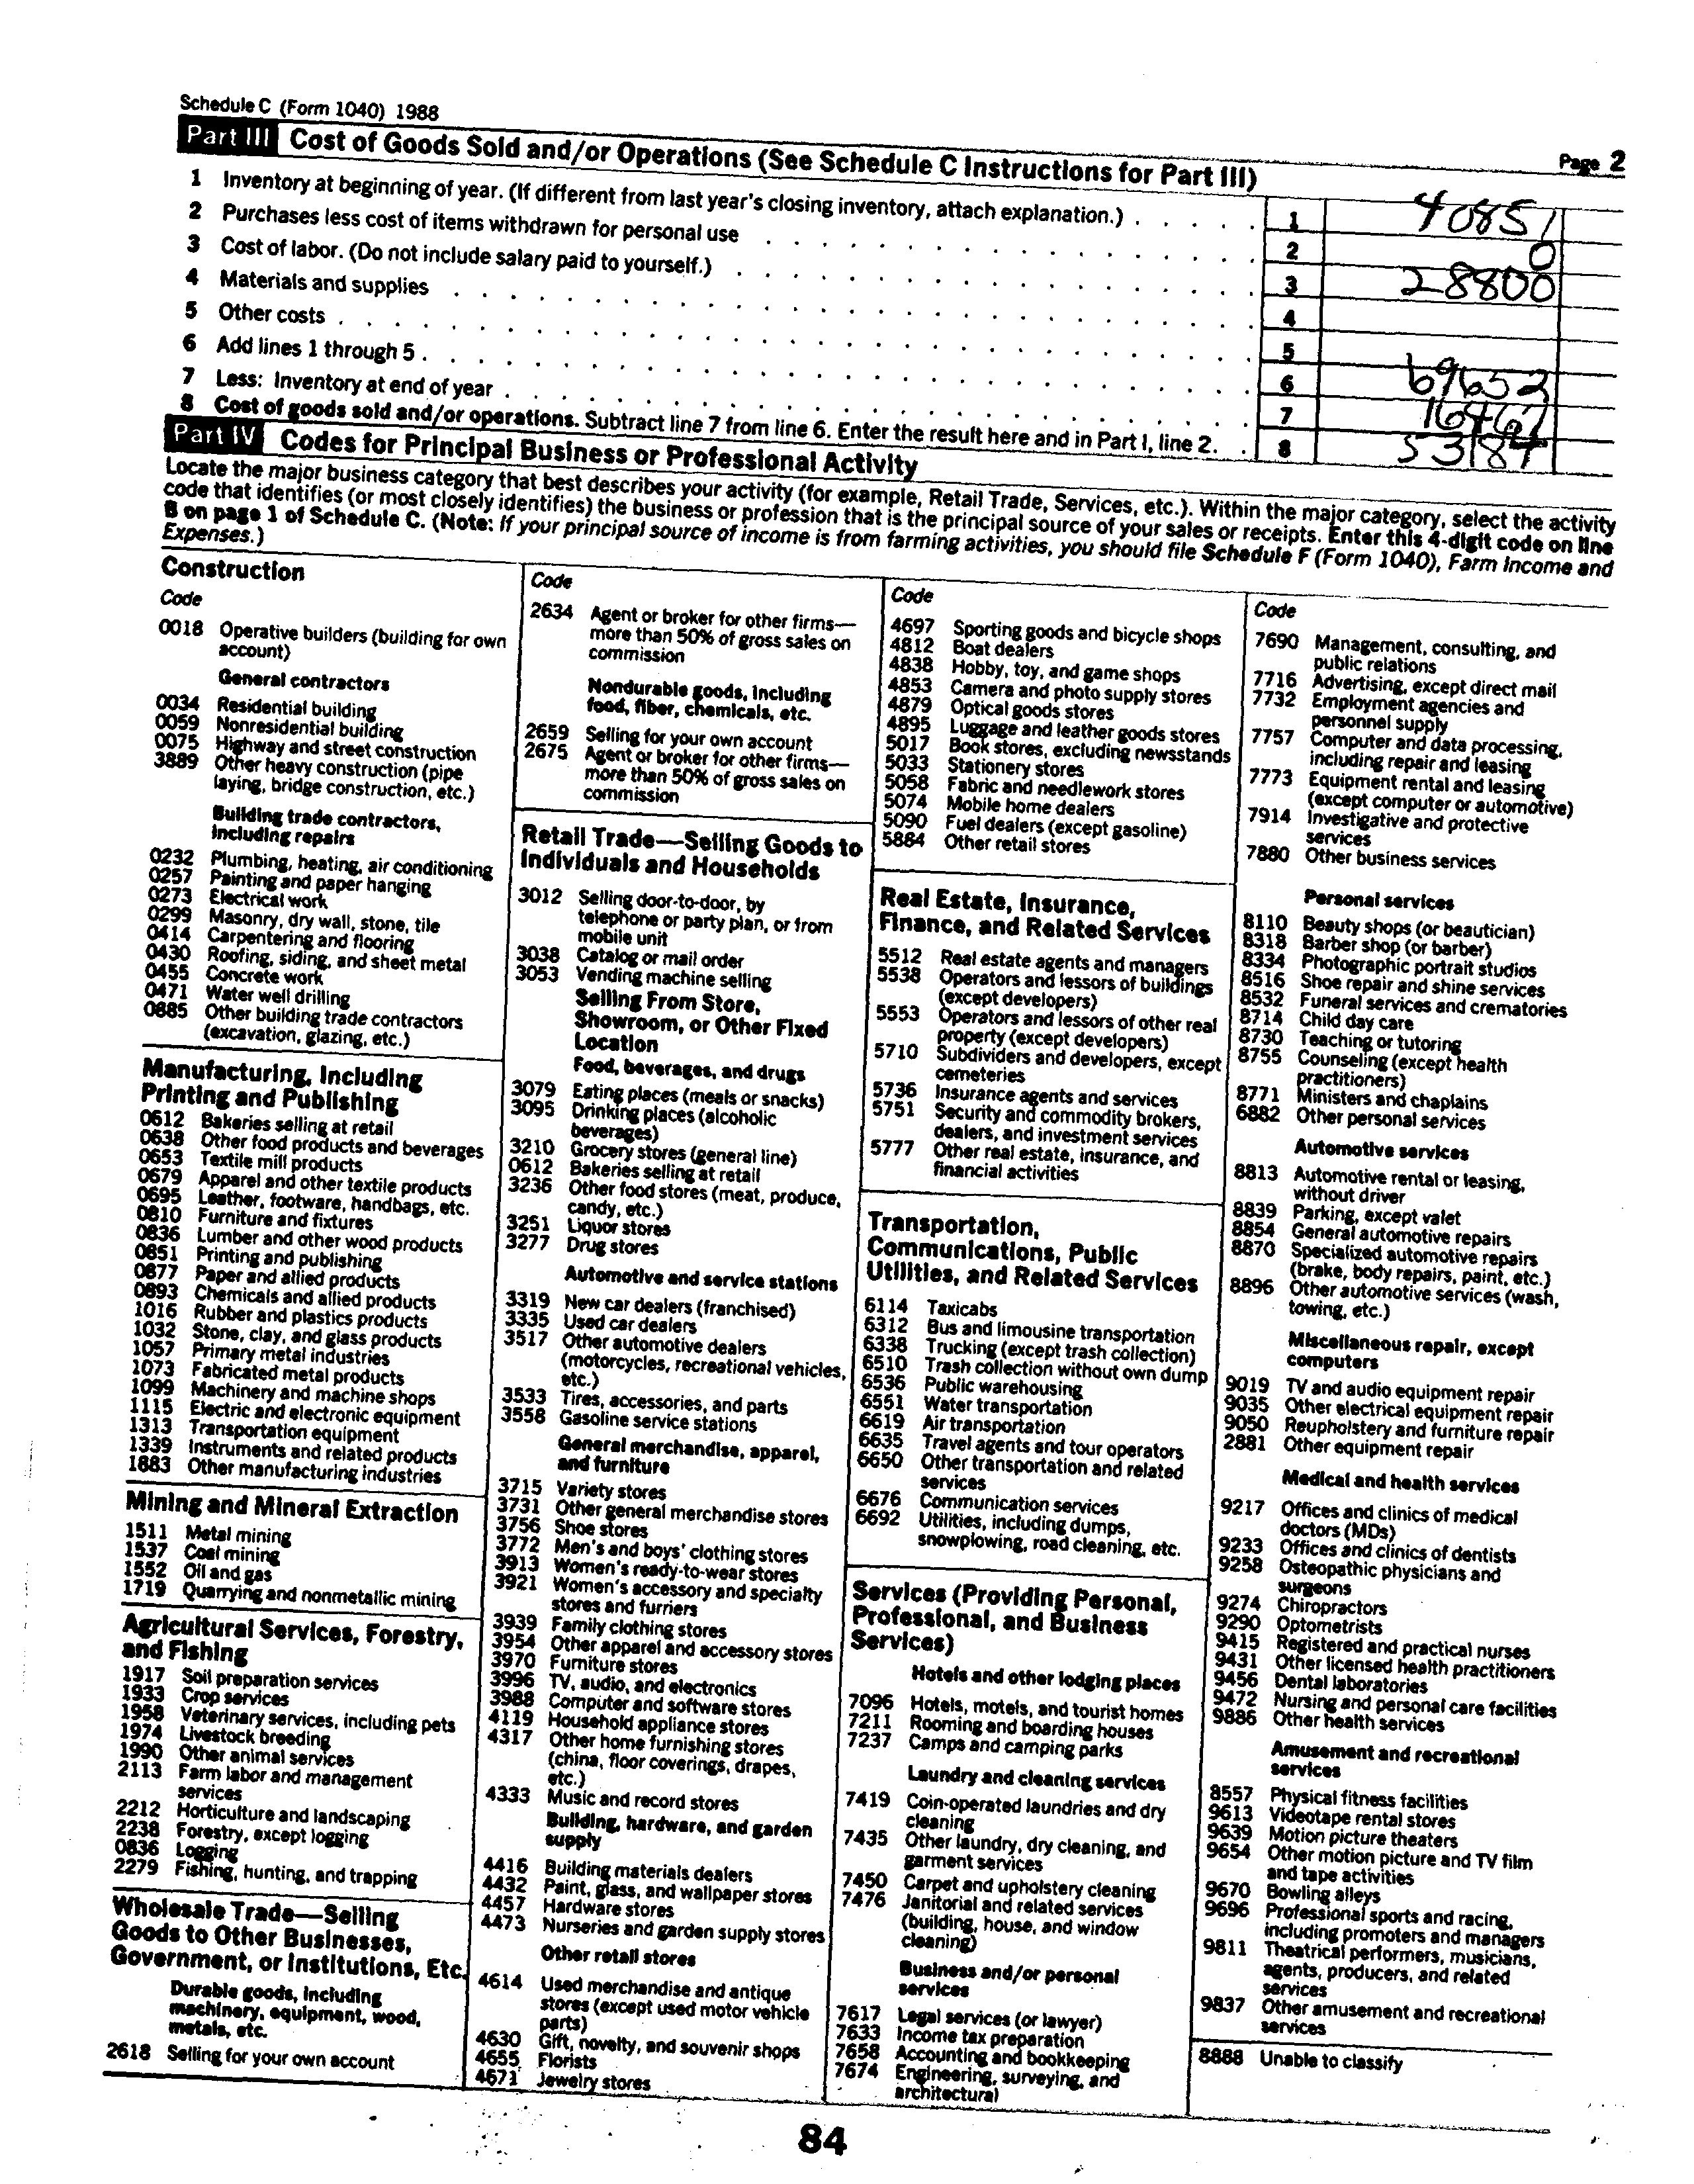 Schedule C (Form 1040) 1988
Page 2
Part III Cost of Goods Sold and/or Operations (See Schedule C Instructions for Part III)
1 Inventory at beginning of year. (If different from last year's closing inventory, attach explanation.) . . . . . 1 40851
2 Purchases less cost of items withdrawn for personal use 2 0
3 Cost of labor. (Do not include salary paid to yourself.) 3 28800
4 Materials and supplies 4
5 Other costs 5
6 Add lines 1 through 5 6 69652
7 Less: Inventory at end of year 7 16467
8 Cost of goods sold and/or operations. Subtract line 7 from line 6. Enter the result here and in Part I, line 2. 8 53184
Part IV Codes for Principal Business or Professional Activity
Locate the major business category that best describes your activity (for example, Retail Trade, Services, etc.). Within the major category, select the activity
code that identifies (or most closely identifies) the business or profession that is the principal source of your sales or receipts. Enter this 4-digit code on line
B on page 1 of Schedule C. (Note: If your principal source of income is from farming activities, you should file Schedule F (Form 1040), Farm Income and
Expenses.)
Construction
Code
0018 Operative builders (building for own
account)
General contractors
0034 Residential building
0059 Nonresidential building
0075 Highway and street construction
3889 Other heavy construction (pipe
laying, bridge construction, etc.)
Building trade contractors,
including repairs
0232 Plumbing, heating, air conditioning
0257 Painting and paper hanging
0273 Electrical work
0299 Masonry, dry wall, stone, tile
0414 Carpentering and flooring
0430 Roofing, siding, and sheet metal
0455 Concrete work
0471 Water well drilling
0885 Other building trade contractors
(excavation, glazing, etc.)
Manufacturing, Including
Printing and Publishing
0612 Bakeries selling at retail
0638 Other food products and beverages
0653 Textile mill products
0679 Apparel and other textile products
0695 Leather, footware, handbags, etc.
0810 Furniture and fixtures
0836 Lumber and other wood products
0851 Printing and publishing
0877 Paper and allied products
0893 Chemicals and allied products
1016 Rubber and plastics products
1032 Stone, clay, and glass products
1057 Primary metal industries
1073 Fabricated metal products
1099 Machinery and machine shops
1115 Electric and electronic equipment
1313 Transportation equipment
1339 Instruments and related products
1883 Other manufacturing industries
Mining and Mineral Extraction
1511 Metal mining
1537 Coal mining
1552 Oil and gas
1719 Quarrying and nonmetallic mining
Agricultural Services, Forestry,
and Fishing
1917 Soil preparation services
1933 Crop services
1958 Veterinary services, including pets
1974 Livestock breeding
1990 Other animal services
2113 Farm labor and management
services
2212 Horticulture and landscaping
2238 Forestry, except logging
0836 Logging
2279 Fishing, hunting, and trapping
Wholesale Trade—Selling
Goods to Other Businesses,
Government, or Institutions, Etc.
Durable goods, including
machinery, equipment, wood,
metals, etc.
2618 Selling for your own account
Code
2634 Agent or broker for other firms—
more than 50% of gross sales on
commission
Nondurable goods, including
food, fiber, chemicals, etc.
2659 Selling for your own account
2675 Agent or broker for other firms—
more than 50% of gross sales on
commission
Retail Trade—Selling Goods to
Individuals and Households
3012 Selling door-to-door, by
telephone or party plan, or from
mobile unit
3038 Catalog or mail order
3053 Vending machine selling
Selling From Store,
Showroom, or Other Fixed
Location
Food, beverages, and drugs
3079 Eating places (meals or snacks)
3095 Drinking places (alcoholic
beverages)
3210 Grocery stores (general line)
0612 Bakeries selling at retail
3236 Other food stores (meat, produce,
candy, etc.)
3251 Liquor stores
3277 Drug stores
Automotive and service stations
3319 New car dealers (franchised)
3335 Used car dealers
3517 Other automotive dealers
(motorcycles, recreational vehicles,
etc.)
3533 Tires, accessories, and parts
3558 Gasoline service stations
General merchandise, apparel,
and furniture
3715 Variety stores
3731 Other general merchandise stores
3756 Shoe stores
3772 Men's and boys' clothing stores
3913 Women's ready-to-wear stores
3921 Women's accessory and specialty
stores and furriers
3939 Family clothing stores
3954 Other apparel and accessory stores
3970 Furniture stores
3996 TV, audio, and electronics
3988 Computer and software stores
4119 Household appliance stores
4317 Other home furnishing stores
(china, floor coverings, drapes,
etc.)
4333 Music and record stores
Building, hardware, and garden
supply
4416 Building materials dealers
4432 Paint, glass, and wallpaper stores
4457 Hardware stores
4473 Nurseries and garden supply stores
Other retail stores
4614 Used merchandise and antique
stores (except used motor vehicle
parts)
4630 Gift, novelty, and souvenir shops
4655 Florists
4671 Jewelry stores
Code
4697 Sporting goods and bicycle shops
4812 Boat dealers
4838 Hobby, toy, and game shops
4853 Camera and photo supply stores
4879 Optical goods stores
4895 Luggage and leather goods stores
5017 Book stores, excluding newsstands
5033 Stationery stores
5058 Fabric and needlework stores
5074 Mobile home dealers
5090 Fuel dealers (except gasoline)
5884 Other retail stores
Real Estate, Insurance,
Finance, and Related Services
5512 Real estate agents and managers
5538 Operators and lessors of buildings
(except developers)
5553 Operators and lessors of other real
property (except developers)
5710 Subdividers and developers, except
cemeteries
5736 Insurance agents and services
5751 Security and commodity brokers,
dealers, and investment services
5777 Other real estate, insurance, and
financial activities
Transportation,
Communications, Public
Utilities, and Related Services
6114 Taxicabs
6312 Bus and limousine transportation
6338 Trucking (except trash collection)
6510 Trash collection without own dump
6536 Public warehousing
6551 Water transportation
6619 Air transportation
6635 Travel agents and tour operators
6650 Other transportation and related
services
6676 Communication services
6692 Utilities, including dumps,
snowplowing, road cleaning, etc.
Services (Providing Personal,
Professional, and Business
Services)
Hotels and other lodging places
7096 Hotels, motels, and tourist homes
7211 Rooming and boarding houses
7237 Camps and camping parks
Laundry and cleaning services
7419 Coin-operated laundries and dry
cleaning
7435 Other laundry, dry cleaning, and
garment services
7450 Carpet and upholstery cleaning
7476 Janitorial and related services
(building, house, and window
cleaning)
Business and/or personal
services
7617 Legal services (or lawyer)
7633 Income tax preparation
7658 Accounting and bookkeeping
7674 Engineering, surveying, and
architectural
Code
7690 Management, consulting, and
public relations
7716 Advertising, except direct mail
7732 Employment agencies and
personnel supply
7757 Computer and data processing,
including repair and leasing
7773 Equipment rental and leasing
(except computer or automotive)
7914 Investigative and protective
services
7880 Other business services
Personal services
8110 Beauty shops (or beautician)
8318 Barber shop (or barber)
8334 Photographic portrait studios
8516 Shoe repair and shine services
8532 Funeral services and crematories
8714 Child day care
8730 Teaching or tutoring
8755 Counseling (except health
practitioners)
8771 Ministers and chaplains
6882 Other personal services
Automotive services
8813 Automotive rental or leasing,
without driver
8839 Parking, except valet
8854 General automotive repairs
8870 Specialized automotive repairs
(brake, body repairs, paint, etc.)
8896 Other automotive services (wash,
towing, etc.)
Miscellaneous repair, except
computers
9019 TV and audio equipment repair
9035 Other electrical equipment repair
9050 Reupholstery and furniture repair
2881 Other equipment repair
Medical and health services
9217 Offices and clinics of medical
doctors (MDs)
9233 Offices and clinics of dentists
9258 Osteopathic physicians and
surgeons
9274 Chiropractors
9290 Optometrists
9415 Registered and practical nurses
9431 Other licensed health practitioners
9456 Dental laboratories
9472 Nursing and personal care facilities
9886 Other health services
Amusement and recreational
services
8557 Physical fitness facilities
9613 Videotape rental stores
9639 Motion picture theaters
9654 Other motion picture and TV film
and tape activities
9670 Bowling alleys
9696 Professional sports and racing,
including promoters and managers
9811 Theatrical performers, musicians,
agents, producers, and related
services
9837 Other amusement and recreational
services
8888 Unable to classify
84